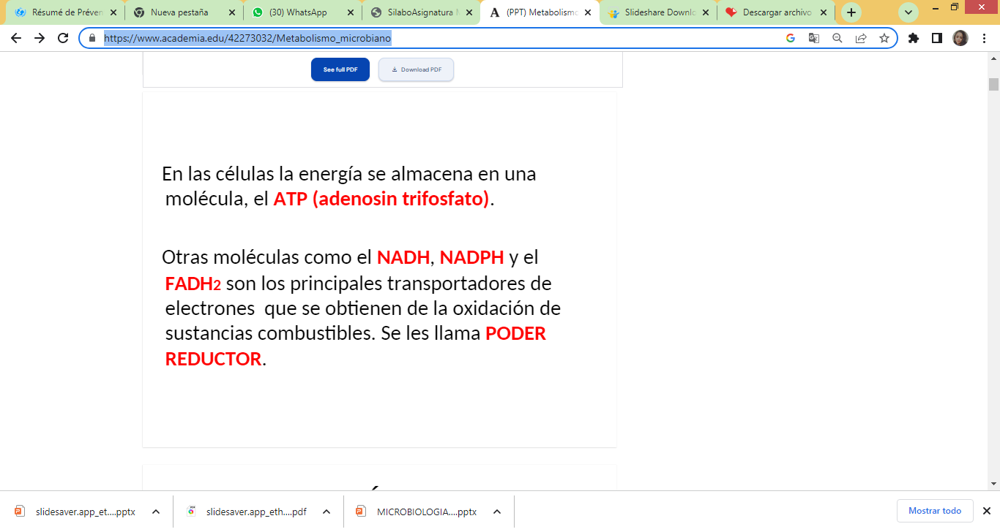 Résumé de Préven
Nueva pestaña
(30) WhatsApp
SilaboAsignatura M
(PPT) Metabolismo
Slideshare Downlo
Descargar archivo
https://www.academia.edu/42273032/Metabolismo_microbiano
See full PDF
Download PDF
En las células la energía se almacena en una
molécula, el ATP (adenosin trifosfato).
Otras moléculas como el NADH, NADPH y el
FADH2 son los principales transportadores de
electrones que se obtienen de la oxidación de
sustancias combustibles. Se les llama PODER
REDUCTOR.
slidesaver.app_et....pptx
slidesaver.app_eth....pdf
MICROBIOLOGIA....pptx
Mostrar todo